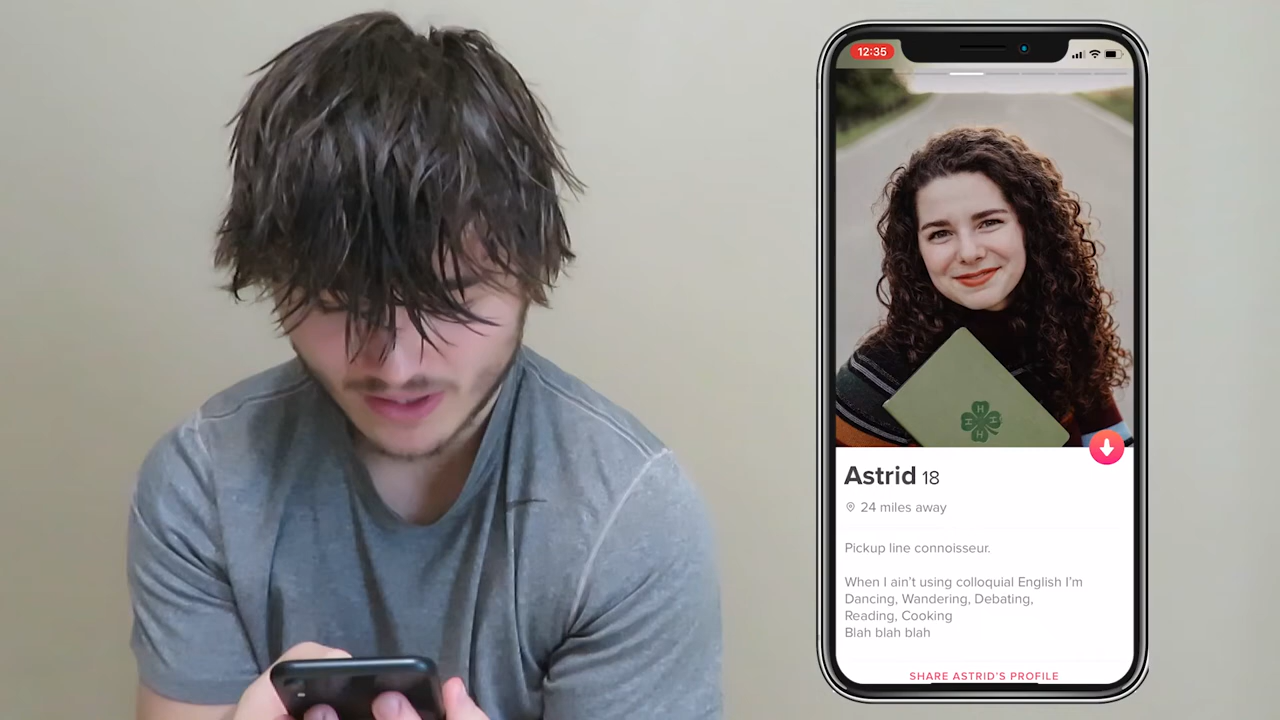 12:35
H
H H
H
Astrid 18
24 miles away
Pickup line connoisseur.
When I ain't using colloquial English I'm
Dancing, Wandering, Debating,
Reading, Cooking
Blah blah blah
SHARE ASTRID'S PROFILE